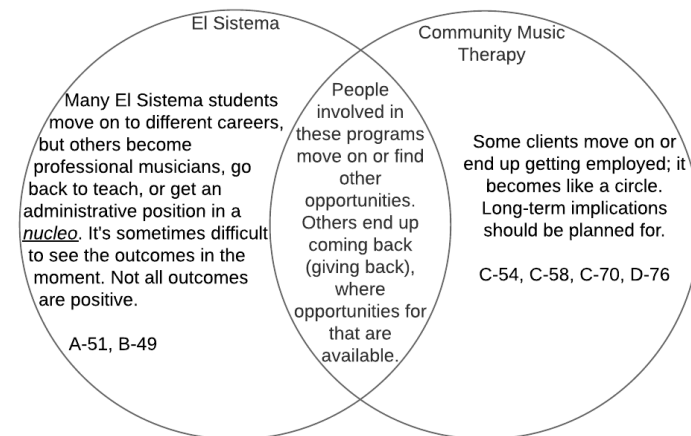 El Sistema
Many El Sistema students
move on to different careers,
but others become
professional musicians, go
back to teach, or get an
administrative position in a
nucleo. It's sometimes difficult
to see the outcomes in the
moment. Not all outcomes
are positive.
A-51, B-49
People
involved in
these programs
move on or find
other
opportunities.
Others end up
coming back
(giving back),
where
opportunities for
that are
available.
Community Music
Therapy
Some clients move on or
end up getting employed; it
becomes like a circle.
Long-term implications
should be planned for.
C-54, C-58, C-70, D-76